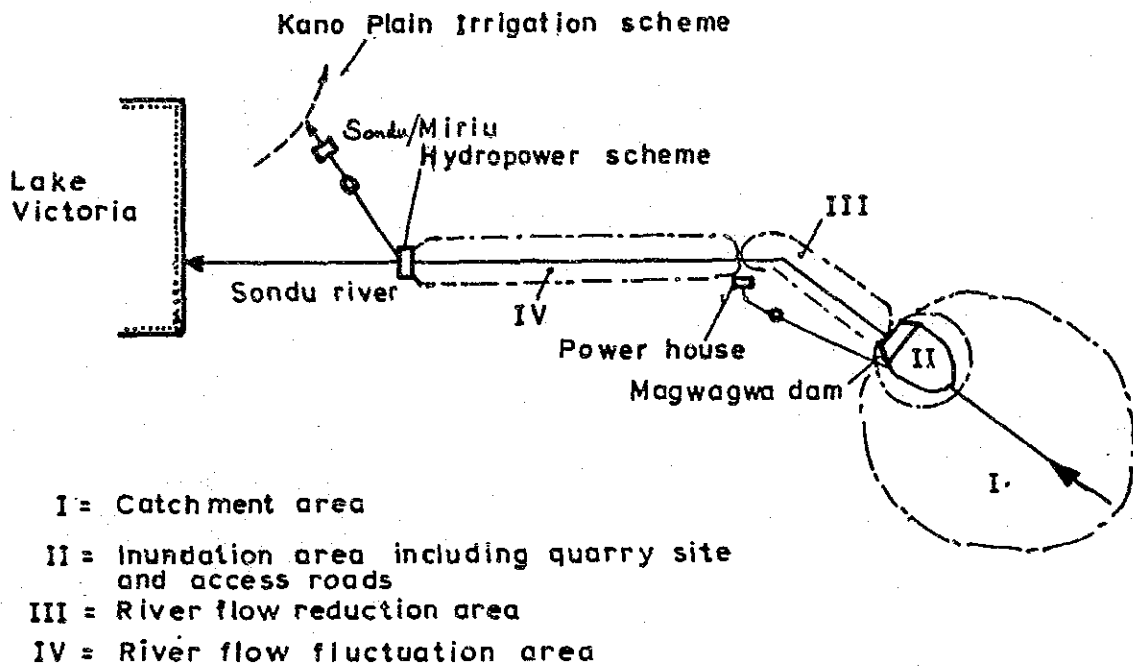 Kano Plain Irrigation scheme
Sondu/Miriu
Hydropower scheme
Lake
Victoria
III
Sondu river
IV
Power house
II
Magwagwa dam
I
I = Catchment area
II = Inundation area including quarry site
and access roads
III = River flow reduction area
IV = River flow fluctuation area